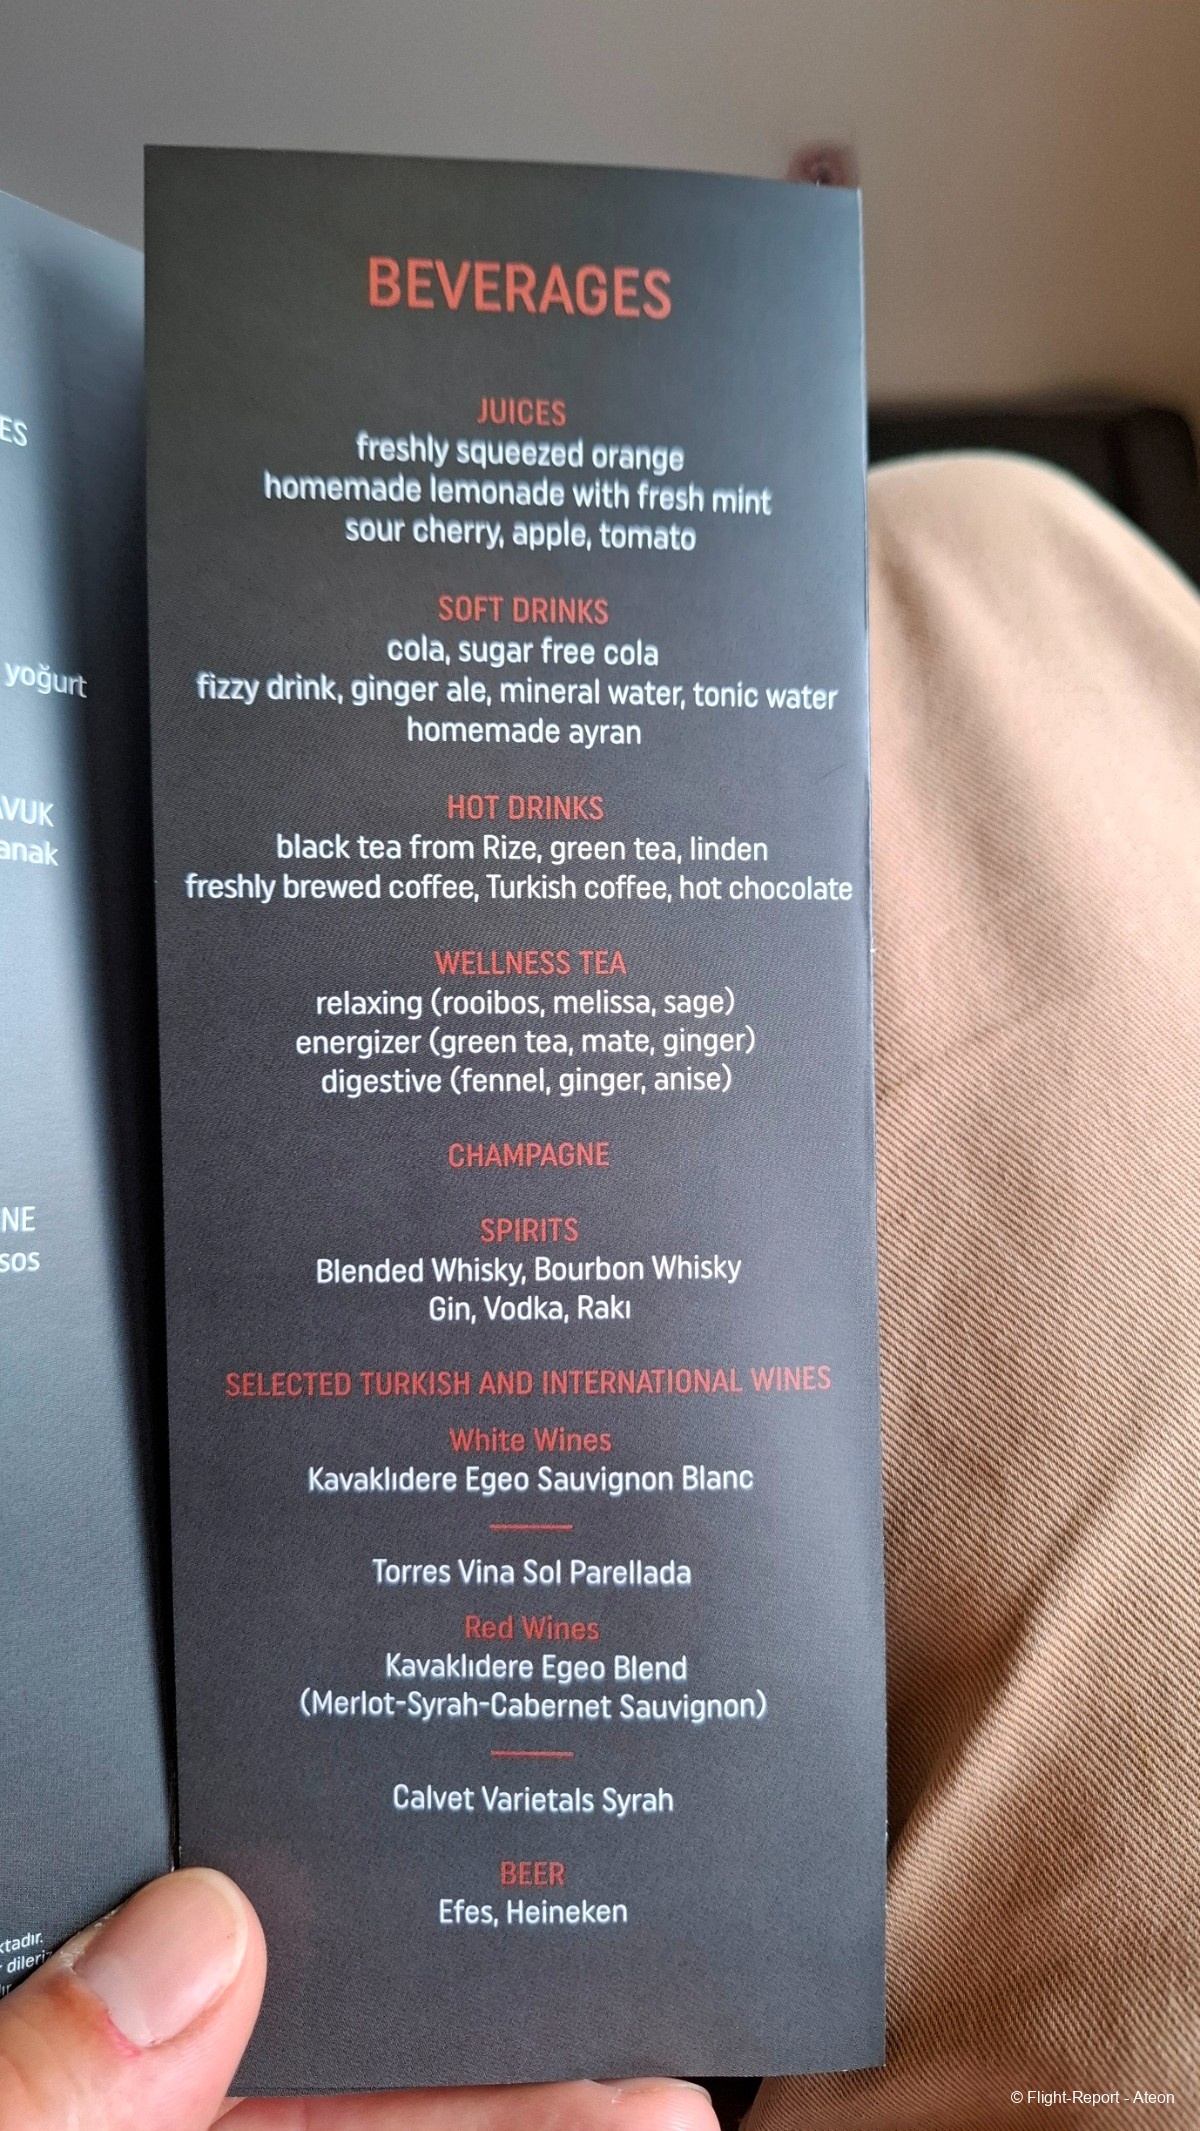 ES
yoğurt
AVUK
anak
NE
sos
ktadır.
dileriz
BEVERAGES
JUICES
freshly squeezed orange
homemade lemonade with fresh mint
sour cherry, apple, tomato
SOFT DRINKS
cola, sugar free cola
fizzy drink, ginger ale, mineral water, tonic water
homemade ayran
HOT DRINKS
black tea from Rize, green tea, linden
freshly brewed coffee, Turkish coffee, hot chocolate
WELLNESS TEA
relaxing (rooibos, melissa, sage)
energizer (green tea, mate, ginger)
digestive (fennel, ginger, anise)
CHAMPAGNE
SPIRITS
Blended Whisky, Bourbon Whisky
Gin, Vodka, Rakı
SELECTED TURKISH AND INTERNATIONAL WINES
White Wines
Kavaklıdere Egeo Sauvignon Blanc
Torres Vina Sol Parellada
Red Wines
Kavaklıdere Egeo Blend
(Merlot-Syrah-Cabernet Sauvignon)
Calvet Varietals Syrah
BEER
Efes, Heineken
© Flight-Report - Ateon